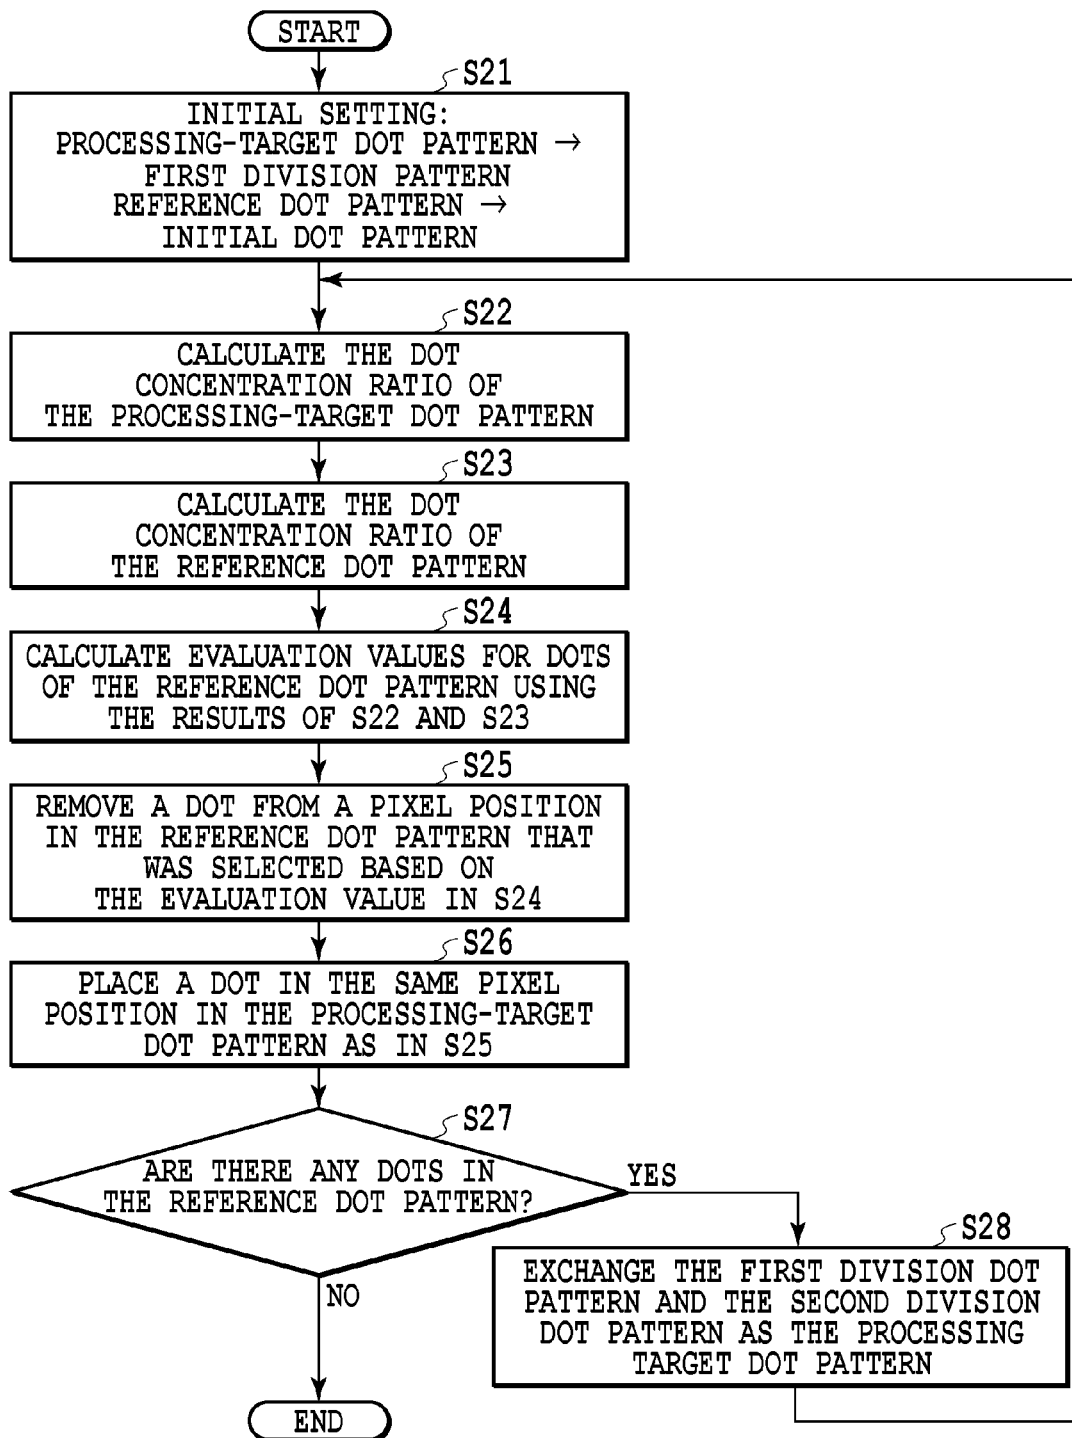 START
S21
INITIAL SETTING:
PROCESSING-TARGET DOT PATTERN →
FIRST DIVISION PATTERN
REFERENCE DOT PATTERN →
INITIAL DOT PATTERN
S22
CALCULATE THE DOT
CONCENTRATION RATIO OF
THE PROCESSING-TARGET DOT PATTERN
S23
CALCULATE THE DOT
CONCENTRATION RATIO OF
THE REFERENCE DOT PATTERN
S24
CALCULATE EVALUATION VALUES FOR DOTS
OF THE REFERENCE DOT PATTERN USING
THE RESULTS OF S22 AND S23
S25
REMOVE A DOT FROM A PIXEL POSITION
IN THE REFERENCE DOT PATTERN THAT
WAS SELECTED BASED ON
THE EVALUATION VALUE IN S24
S26
PLACE A DOT IN THE SAME PIXEL
POSITION IN THE PROCESSING-TARGET
DOT PATTERN AS IN S25
S27
ARE THERE ANY DOTS IN
THE REFERENCE DOT PATTERN?
YES
S28
EXCHANGE THE FIRST DIVISION DOT
PATTERN AND THE SECOND DIVISION
DOT PATTERN AS THE PROCESSING
TARGET DOT PATTERN
NO
END